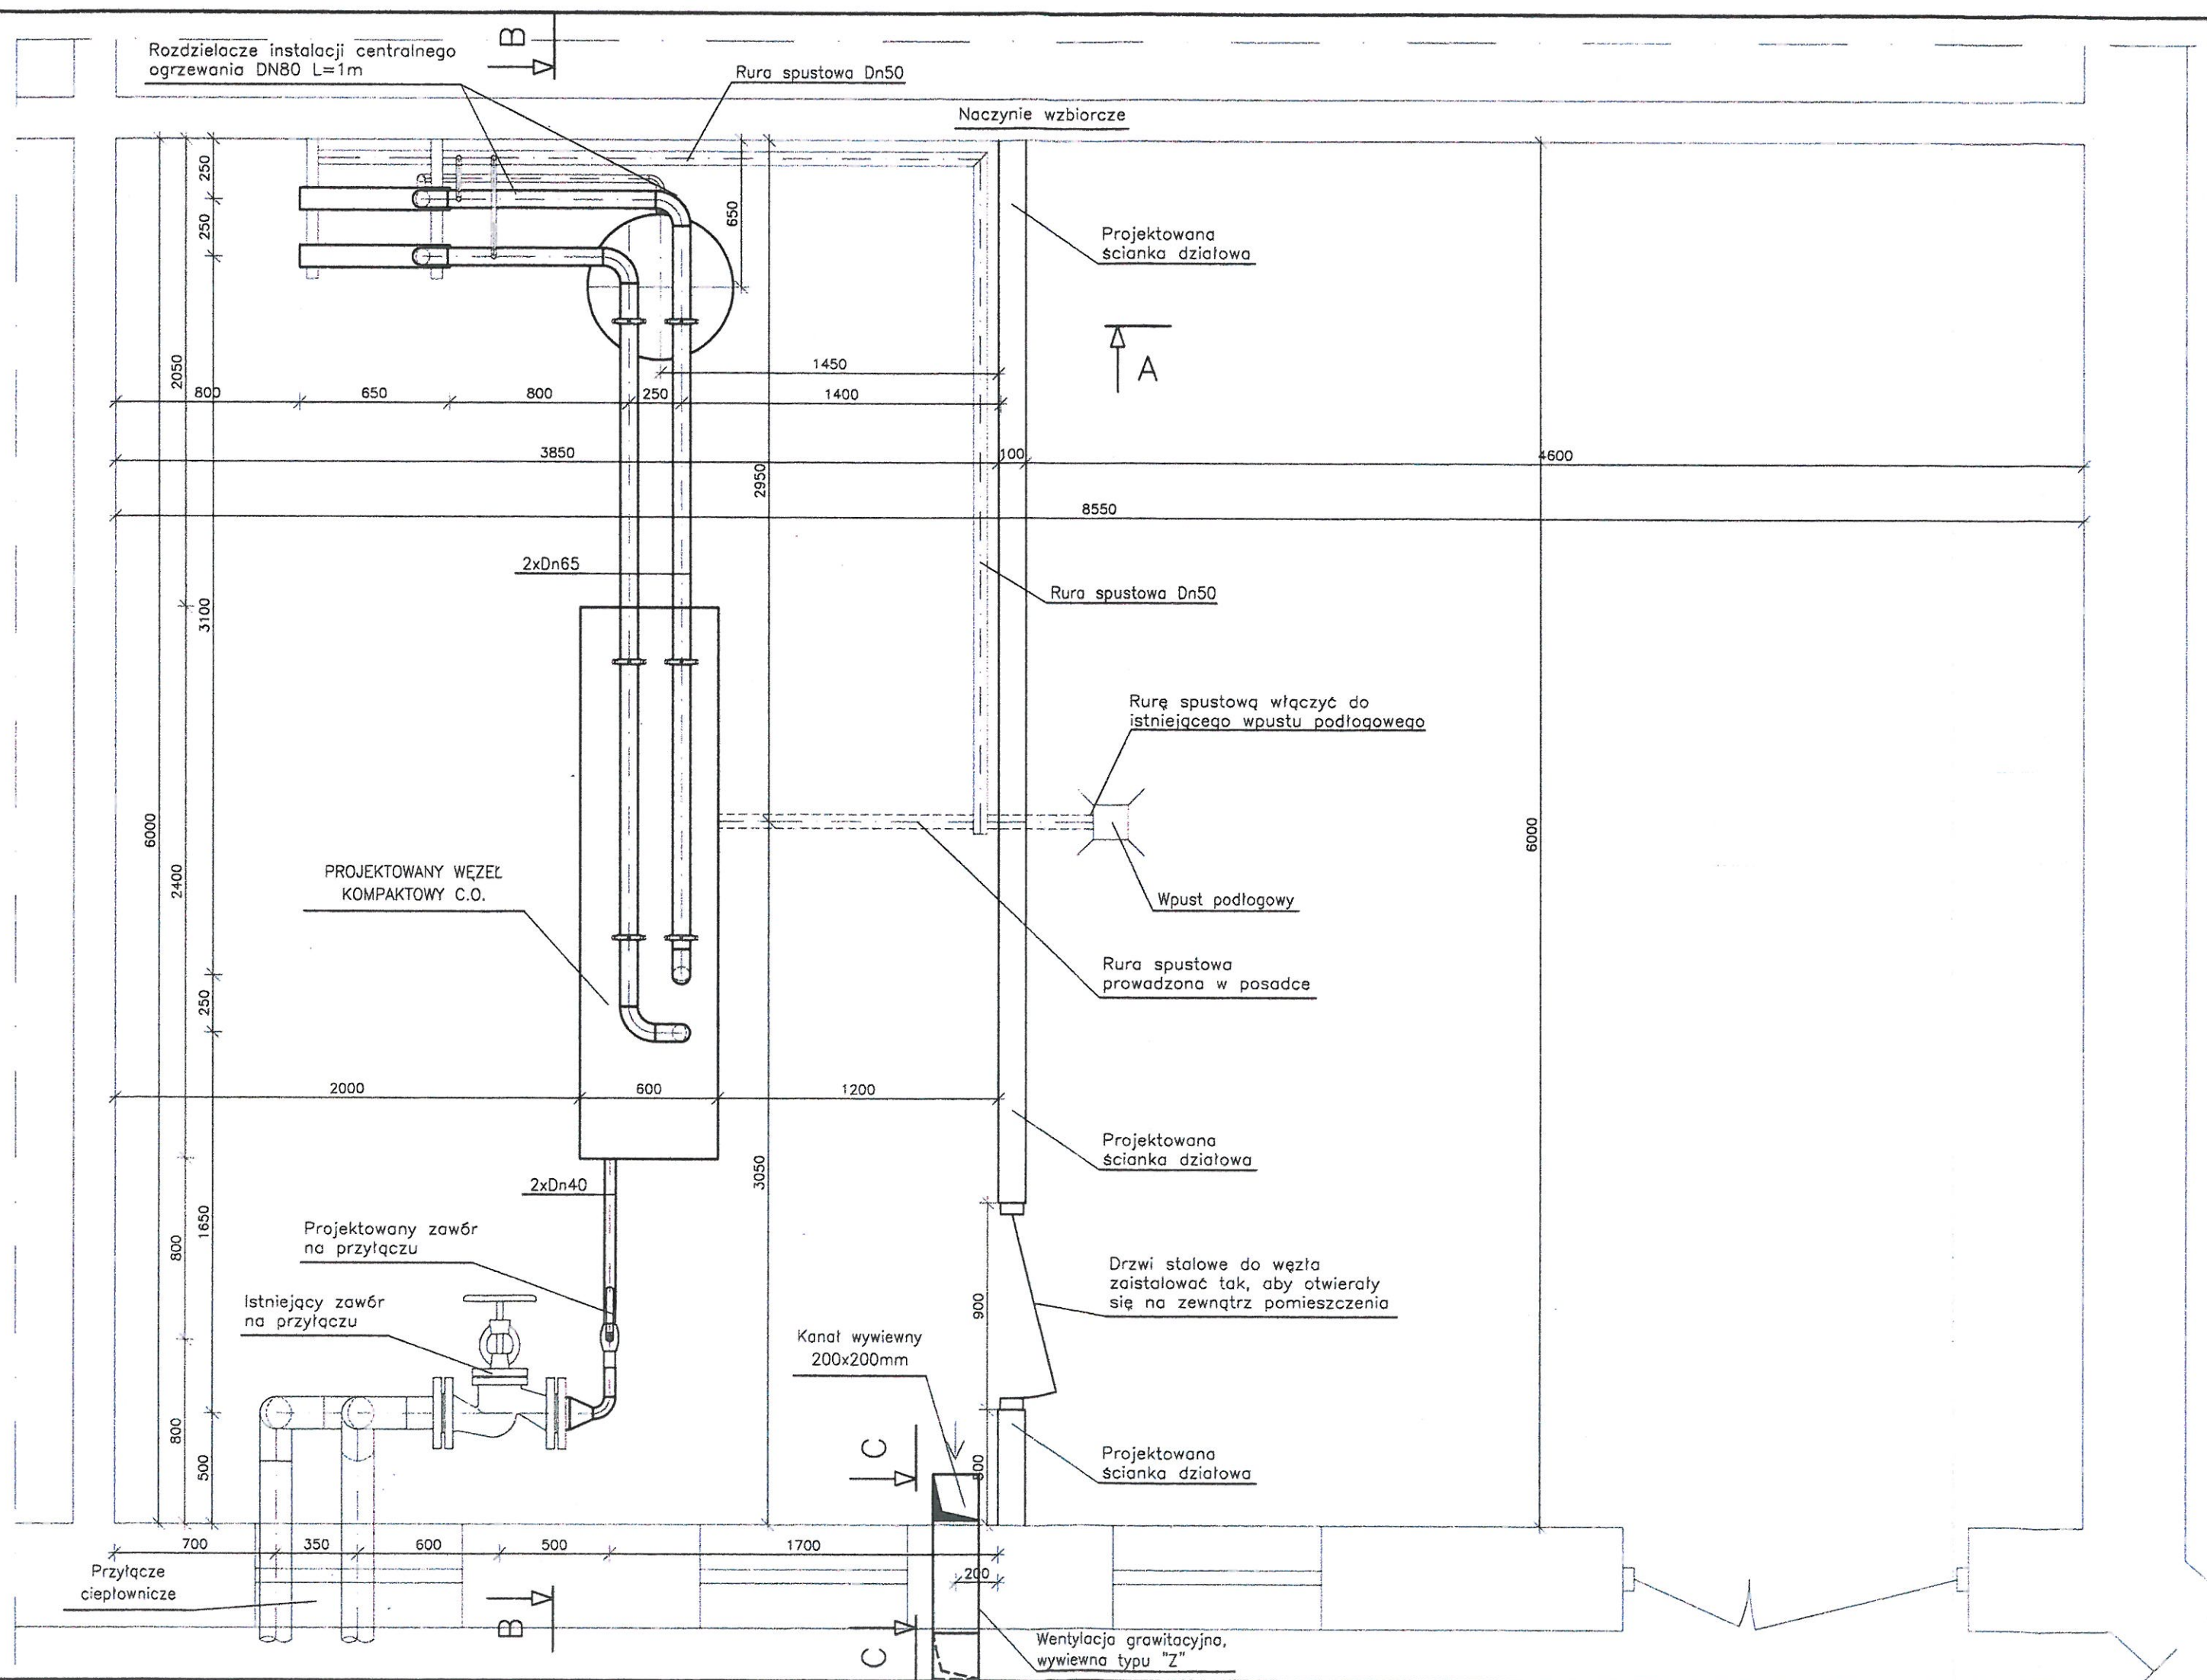 B
Rozdzielacze instalacji centralnego
ogrzewania DN80 L=1m
Rura spustowa Dn50
Naczynie wzbiorcze
250
250
650
Projektowana
ścianka działowa
A
2050
1450
800
650
800
250
1400
3850
100
4600
2950
8550
2xDn65
3100
Rura spustowa Dn50
Rurę spustową włączyć do
istniejącego wpustu podłogowego
6000
6000
2400
PROJEKTOWANY WĘZEŁ
KOMPAKTOWY C.O.
Wpust podłogowy
Rura spustowa
prowadzona w posadce
250
2000
600
1200
Projektowana
ścianka działowa
3050
2xDn40
1650
800
Projektowany zawór
na przyłączu
Istniejący zawór
na przyłączu
Drzwi stalowe do węzła
zaistalować tak, aby otwierały
się na zewnątrz pomieszczenia
900
Kanał wywiewny
200x200mm
800
500
C
Projektowana
ścianka działowa
700
350
600
500
1700
200
Przyłącze
ciepłownicze
B
C
Wentylacja grawitacyjna,
wywiewna typu "Z"